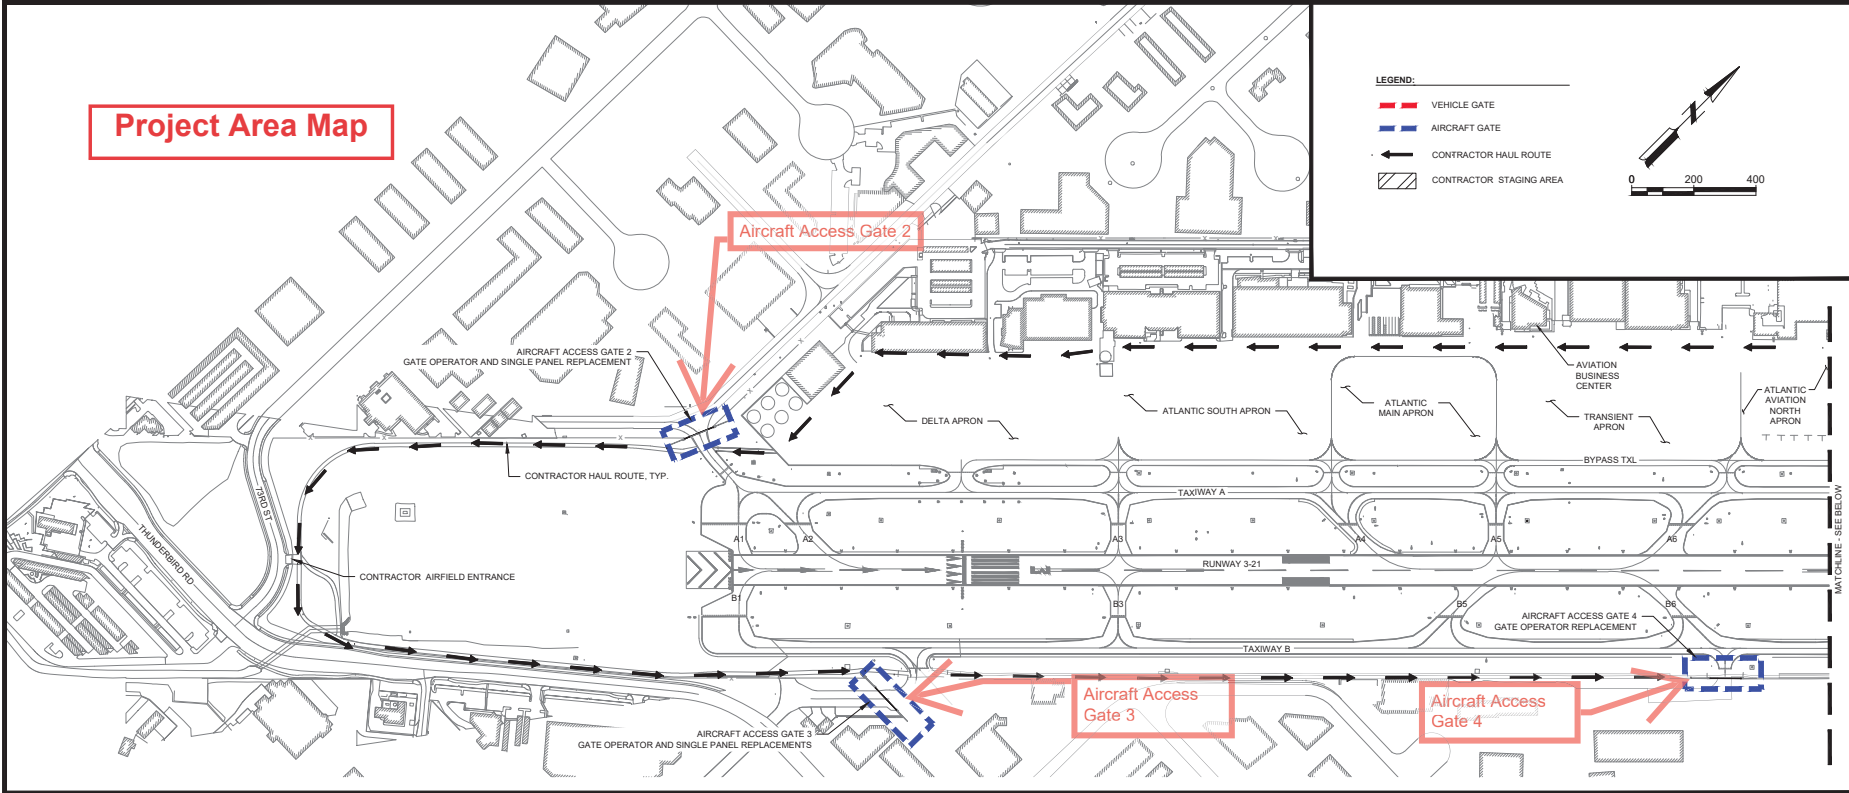 Project Area Map
LEGEND:
VEHICLE GATE
AIRCRAFT GATE
CONTRACTOR HAUL ROUTE
CONTRACTOR STAGING AREA
0 200 400
Aircraft Access Gate 2
AIRCRAFT ACCESS GATE 2
GATE OPERATOR AND SINGLE PANEL REPLACEMENT
AVIATION
BUSINESS
CENTER
ATLANTIC
AVIATION
NORTH
APRON
DELTA APRON
ATLANTIC SOUTH APRON
ATLANTIC
MAIN APRON
TRANSIENT
APRON
BYPASS TXL
CONTRACTOR HAUL ROUTE, TYP.
TAXIWAY A
73RD ST
THUNDERBIRD RD
A1
A2
A3
A4
A5
A6
MATCHLINE - SEE BELOW
RUNWAY 3-21
CONTRACTOR AIRFIELD ENTRANCE
B1
B3
B5
B6
AIRCRAFT ACCESS GATE 4
GATE OPERATOR REPLACEMENT
TAXIWAY B
Aircraft Access
Gate 3
Aircraft Access
Gate 4
AIRCRAFT ACCESS GATE 3
GATE OPERATOR AND SINGLE PANEL REPLACEMENTS